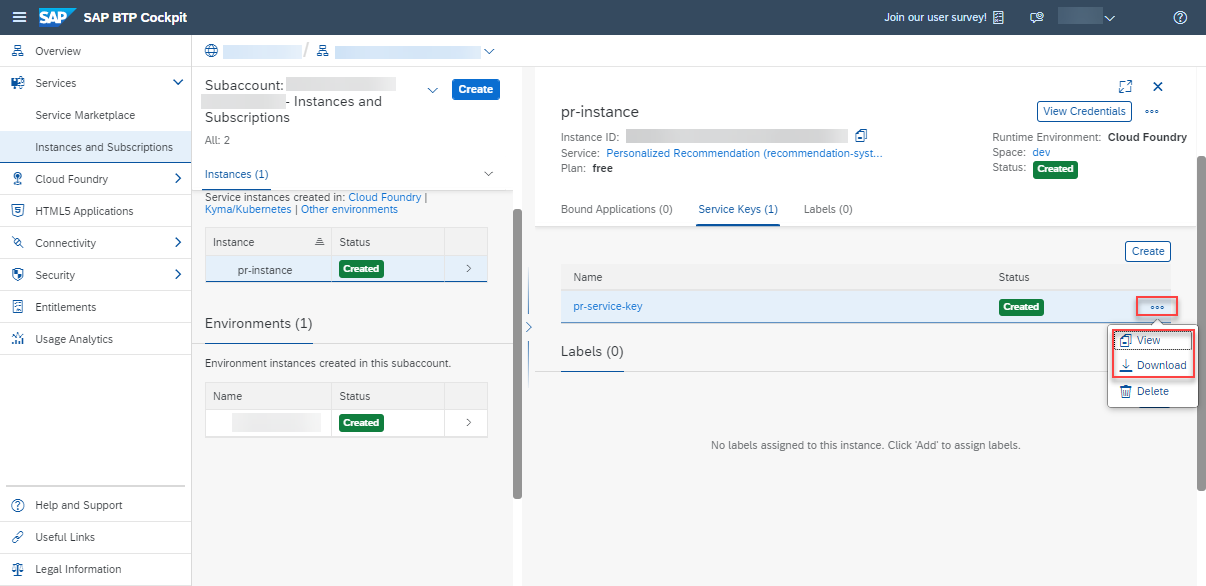 SAP SAP BTP Cockpit
Join our user survey!
Overview
Services
Service Marketplace
Instances and Subscriptions
Cloud Foundry
HTML5 Applications
Connectivity
Security
Entitlements
Usage Analytics
Help and Support
Useful Links
Legal Information
/
Subaccount:
- Instances and
Subscriptions
Create
All: 2
Instances (1)
Service instances created in: Cloud Foundry |
Kyma/Kubernetes | Other environments
Instance Status
pr-instance Created
Environments (1)
Environment instances created in this subaccount.
Name Status
Created
pr-instance
View Credentials
Instance ID:
Service: Personalized Recommendation (recommendation-syst...
Plan: free
Runtime Environment: Cloud Foundry
Space: dev
Status: Created
Bound Applications (0) Service Keys (1) Labels (0)
Create
Name Status
pr-service-key Created
View
Download
Delete
Labels (0)
No labels assigned to this instance. Click 'Add' to assign labels.